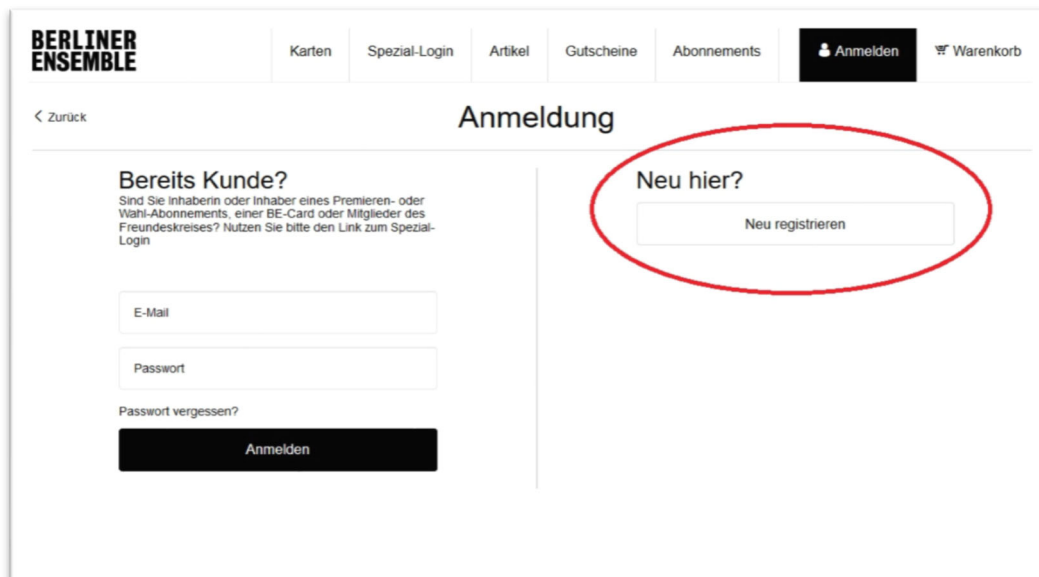 BERLINER
ENSEMBLE
Karten
Spezial-Login
Artikel
Gutscheine
Abonnements
Anmelden
Warenkorb
Zurück
Anmeldung
Bereits Kunde?
Sind Sie Inhaberin oder Inhaber eines Premieren- oder
Wahl-Abonnements, einer BE-Card oder Mitglieder des
Freundeskreises? Nutzen Sie bitte den Link zum Spezial-
Login
E-Mail
Passwort
Passwort vergessen?
Anmelden
Neu hier?
Neu registrieren